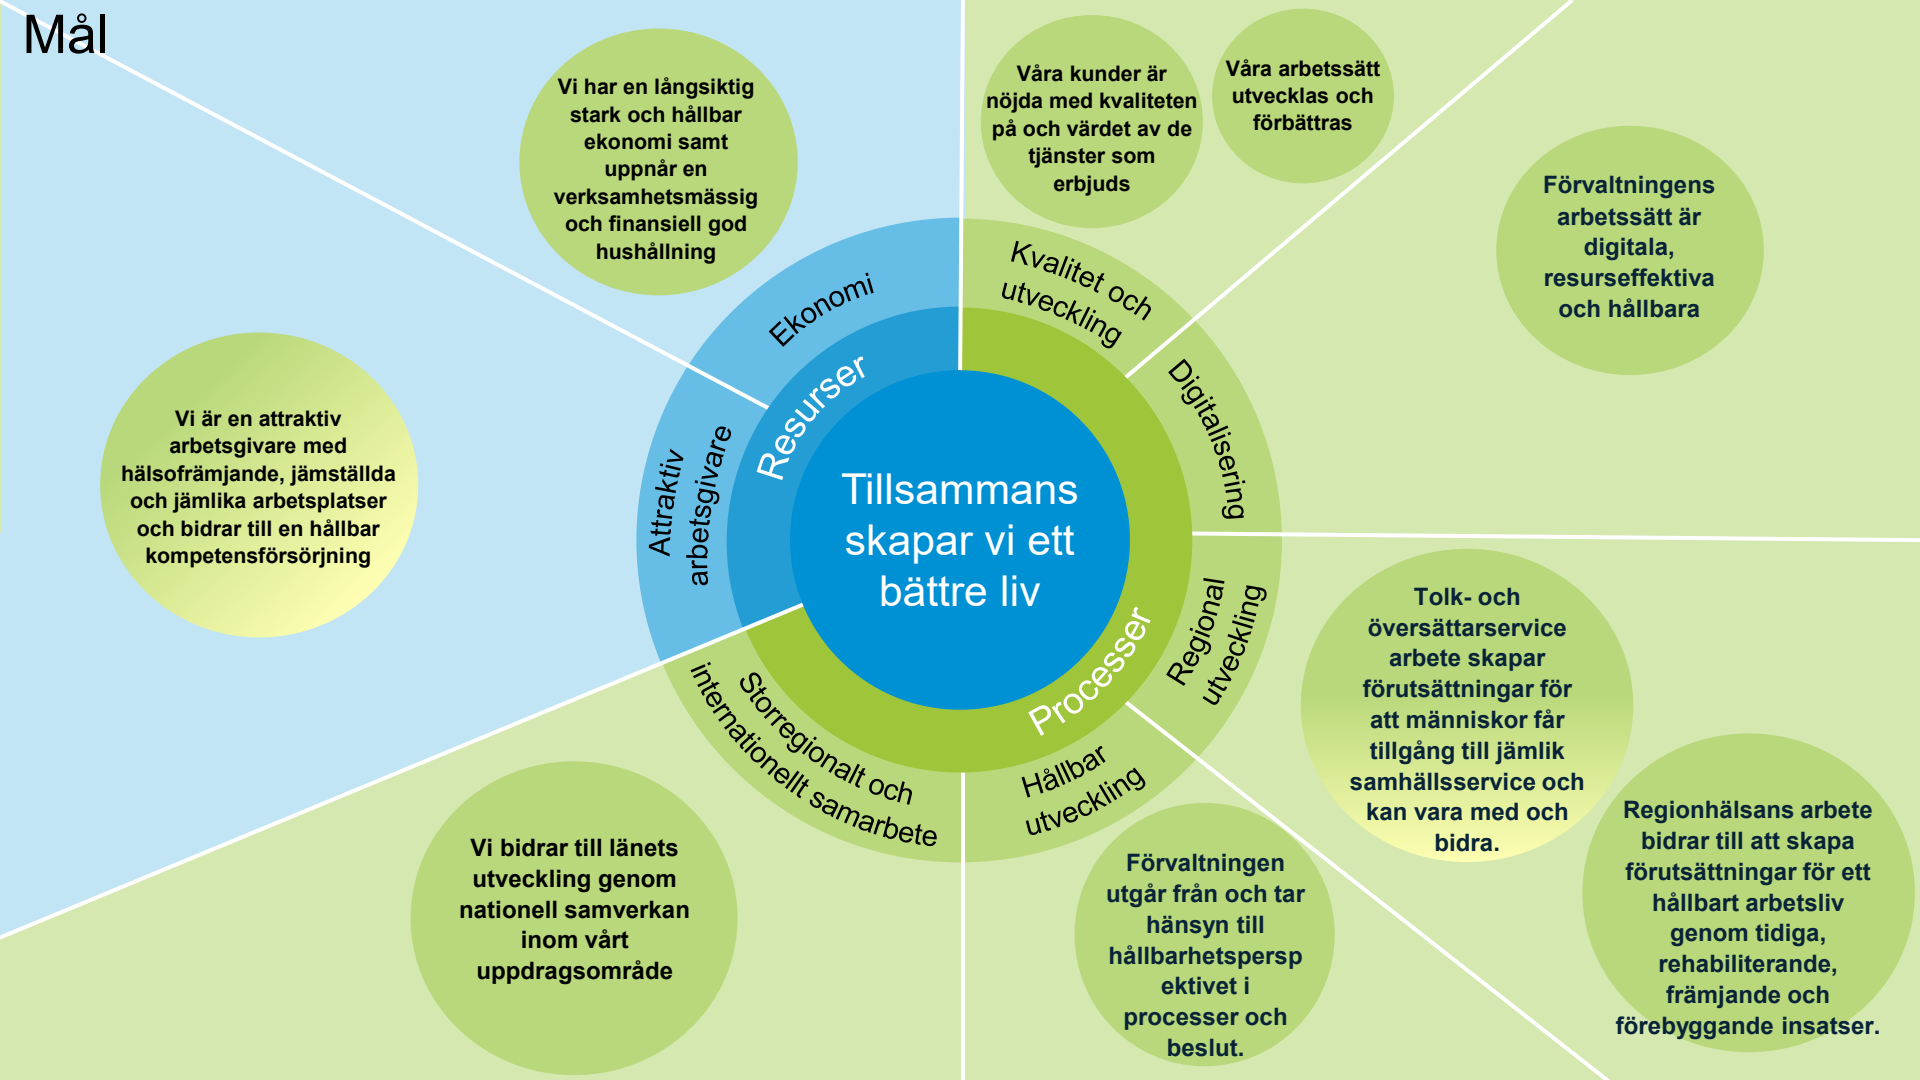 Mål
Vi har en långsiktig
stark och hållbar
ekonomi samt
uppnår en
verksamhetsmässig
och finansiell god
hushållning
Våra kunder är
nöjda med kvaliteten
på och värdet av de
tjänster som
erbjuds
Våra arbetssätt
utvecklas och
förbättras
Förvaltningens
arbetssätt är
digitala,
resurseffektiva
och hållbara
Vi är en attraktiv
arbetsgivare med
hälsofrämjande, jämställda
och jämlika arbetsplatser
och bidrar till en hållbar
kompetensförsörjning
Ekonomi
Kvalitet och
utveckling
Digitalisering
Attraktiv
arbetsgivare
Resurser
Tillsammans
skapar vi ett
bättre liv
Processer
Regional
utveckling
Hållbar
utveckling
Storregionalt och
internationellt samarbete
Tolk- och
översättarservice
arbete skapar
förutsättningar för
att människor får
tillgång till jämlik
samhällsservice och
kan vara med och
bidra.
Regionhälsans arbete
bidrar till att skapa
förutsättningar för ett
hållbart arbetsliv
genom tidiga,
rehabiliterande,
främjande och
förebyggande insatser.
Förvaltningen
utgår från och tar
hänsyn till
hållbarhetspersp
ektivet i
processer och
beslut.
Vi bidrar till länets
utveckling genom
nationell samverkan
inom vårt
uppdragsområde